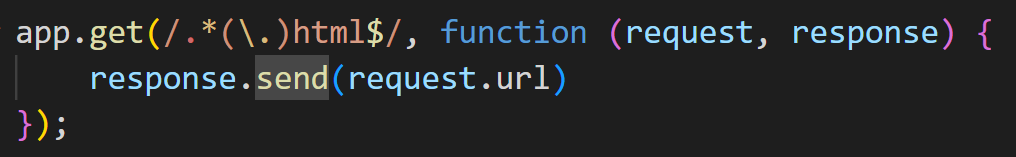 app.get(/.*(\.)html$/, function (request, response) {
    response.send(request.url)
});